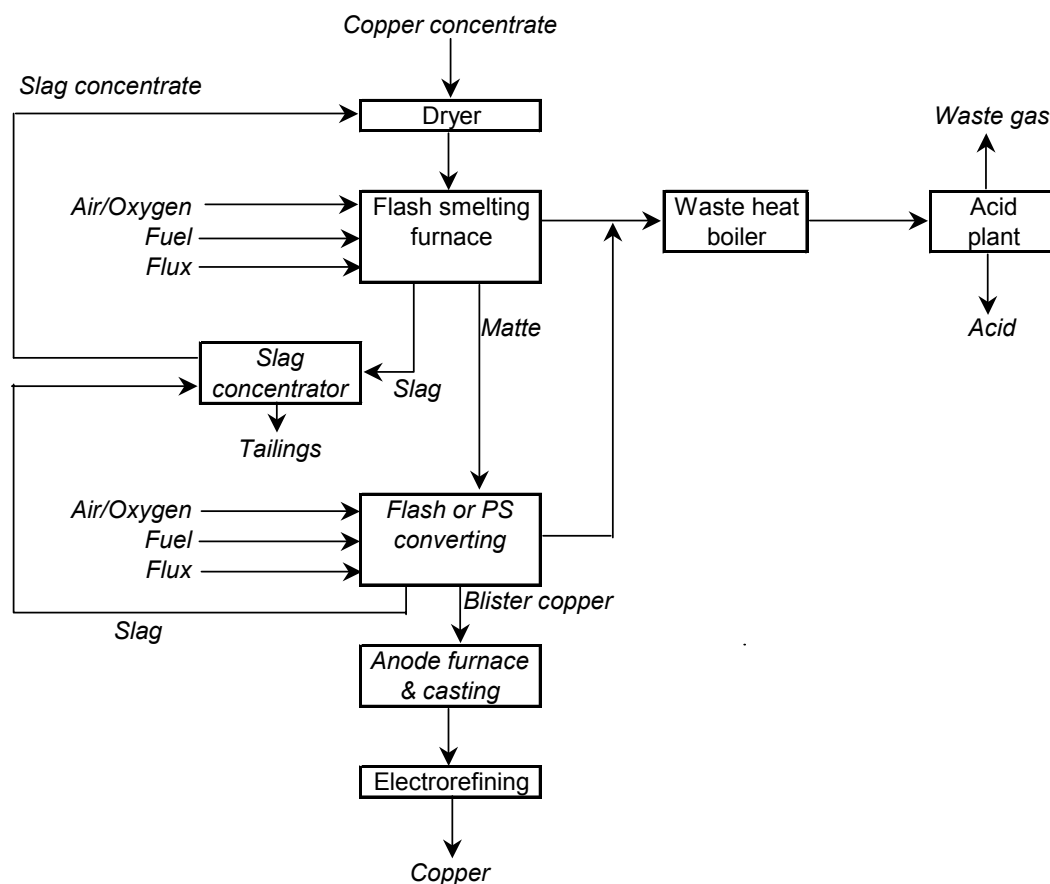 Copper concentrate
Slag concentrate
Dryer
Waste gas
Air/Oxygen
Fuel
Flux
Flash smelting
furnace
Waste heat
boiler
Acid
plant
Matte
Acid
Slag
concentrator
Slag
Tailings
Air/Oxygen
Fuel
Flux
Flash or PS
converting
Blister copper
Slag
Anode furnace
& casting
Electrorefining
Copper